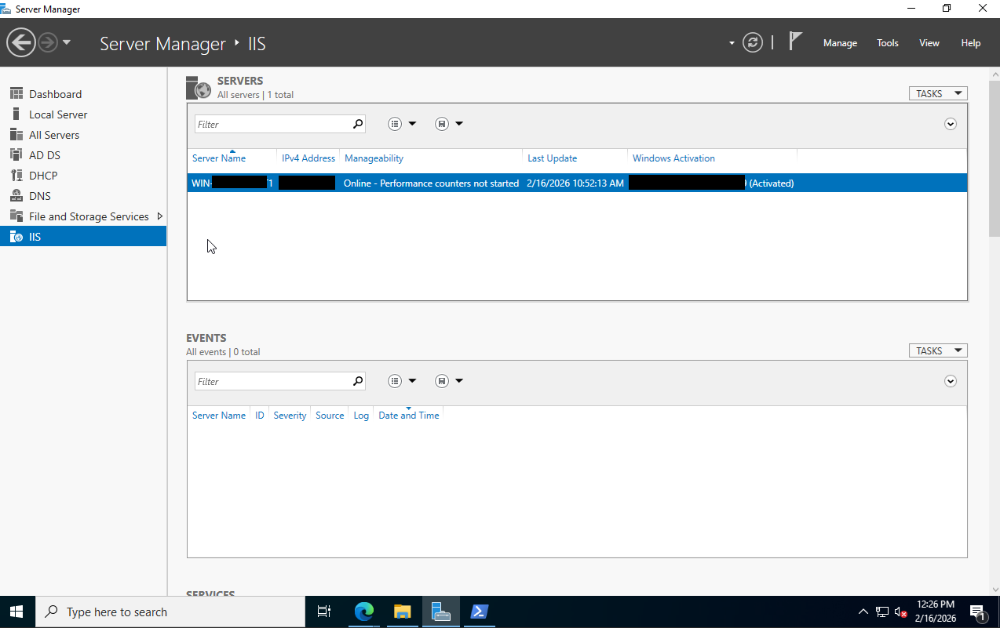 Server Manager
Server Manager ‣ IIS
Manage Tools View Help
Dashboard
Local Server
All Servers
AD DS
DHCP
DNS
File and Storage Services
IIS
SERVERS
All servers | 1 total
TASKS
Filter
Server Name IPv4 Address Manageability Last Update Windows Activation
WIN- 1 Online - Performance counters not started 2/16/2026 10:52:13 AM (Activated)
EVENTS
All events | 0 total
TASKS
Filter
Server Name ID Severity Source Log Date and Time
SERVICES
Type here to search
12:26 PM
2/16/2026
1